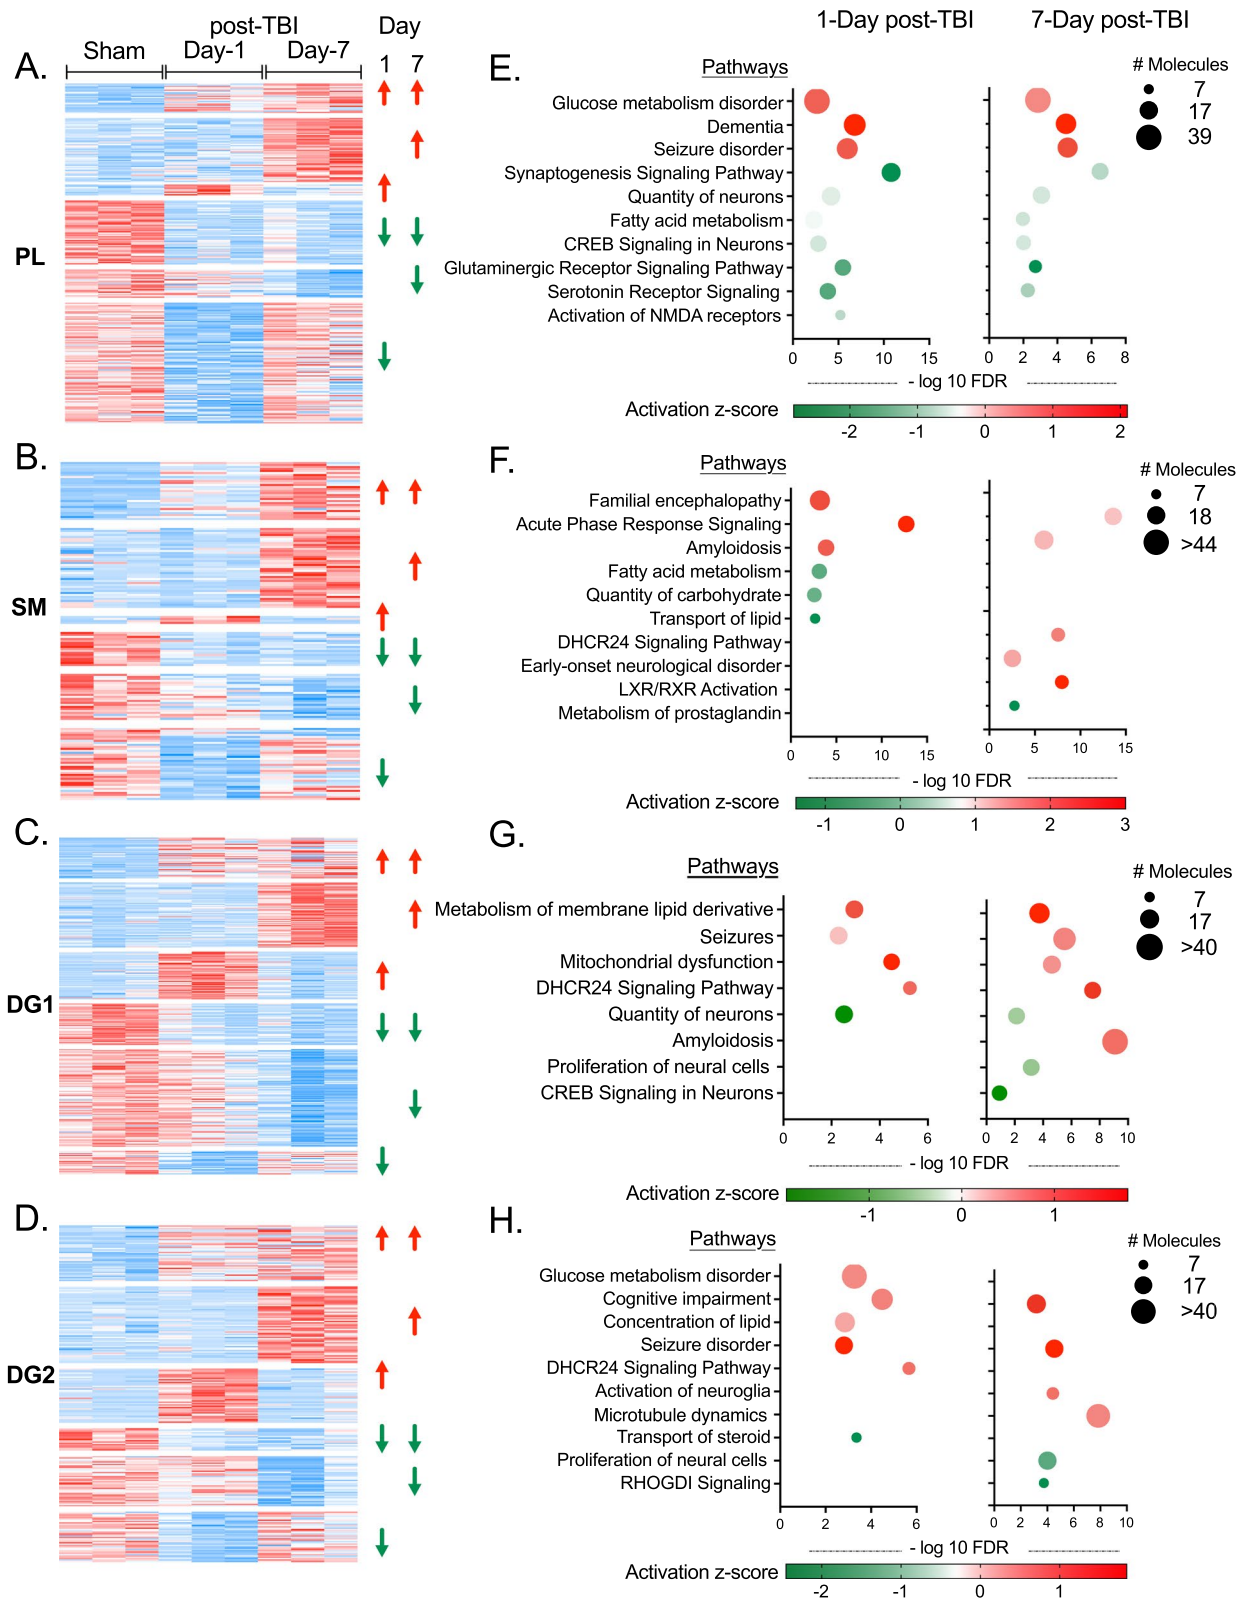 1-Day post-TBI 7-Day post-TBI
post-TBI Day
Sham Day-1 Day-7 1 7
A.
PL
E.
Pathways
# Molecules
7
17
39
Glucose metabolism disorder
Dementia
Seizure disorder
Synaptogenesis Signaling Pathway
Quantity of neurons
Fatty acid metabolism
CREB Signaling in Neurons
Glutaminergic Receptor Signaling Pathway
Serotonin Receptor Signaling
Activation of NMDA receptors
0 5 10 15 0 2 4 6 8
- log 10 FDR
Activation z-score
-2 -1 0 1 2
B.
SM
F.
Pathways
# Molecules
7
18
>44
Familial encephalopathy
Acute Phase Response Signaling
Amyloidosis
Fatty acid metabolism
Quantity of carbohydrate
Transport of lipid
DHCR24 Signaling Pathway
Early-onset neurological disorder
LXR/RXR Activation
Metabolism of prostaglandin
0 5 10 15 0 5 10 15
- log 10 FDR
Activation z-score
-1 0 1 2 3
C.
DG1
G.
Pathways
# Molecules
7
17
>40
Metabolism of membrane lipid derivative
Seizures
Mitochondrial dysfunction
DHCR24 Signaling Pathway
Quantity of neurons
Amyloidosis
Proliferation of neural cells
CREB Signaling in Neurons
0 2 4 6 0 2 4 6 8 10
- log 10 FDR
Activation z-score
-1 0 1
D.
DG2
H.
Pathways
# Molecules
7
17
>40
Glucose metabolism disorder
Cognitive impairment
Concentration of lipid
Seizure disorder
DHCR24 Signaling Pathway
Activation of neuroglia
Microtubule dynamics
Transport of steroid
Proliferation of neural cells
RHOGDI Signaling
0 2 4 6 0 2 4 6 8 10
- log 10 FDR
Activation z-score
-2 -1 0 1